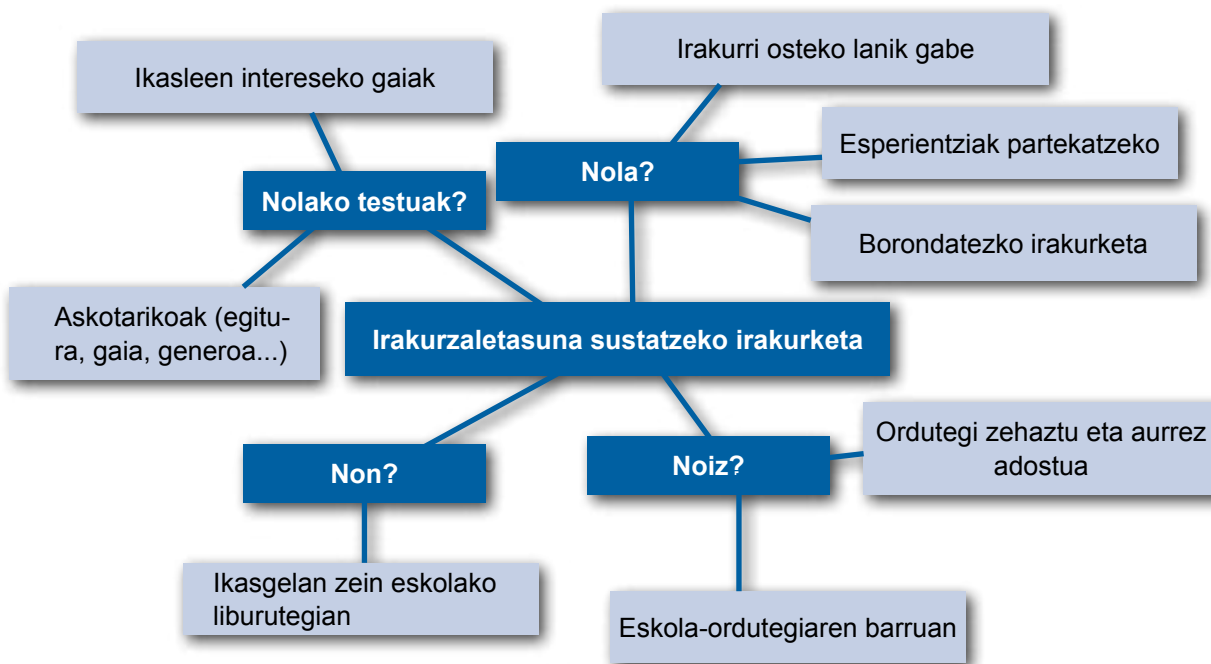 Irakurri osteko lanik gabe
Ikasleen intereseko gaiak
Esperientziak partekatzeko
Nola?
Nolako testuak?
Borondatezko irakurketa
Askotarikoak (egitu-
ra, gaia, generoa...)
Irakurzaletasuna sustatzeko irakurketa
Ordutegi zehaztu eta aurrez
adostua
Non?
Noiz?
Ikasgelan zein eskolako
liburutegian
Eskola-ordutegiaren barruan